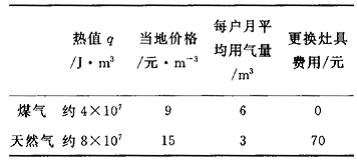 热值 q
/J·m³
当地价格
/元·m⁻³
每户月平
均用气量
/m³
更换灶具
费用/元
煤气 约4×10⁷ 9 6 0
天然气 约8×10⁷ 15 3 70